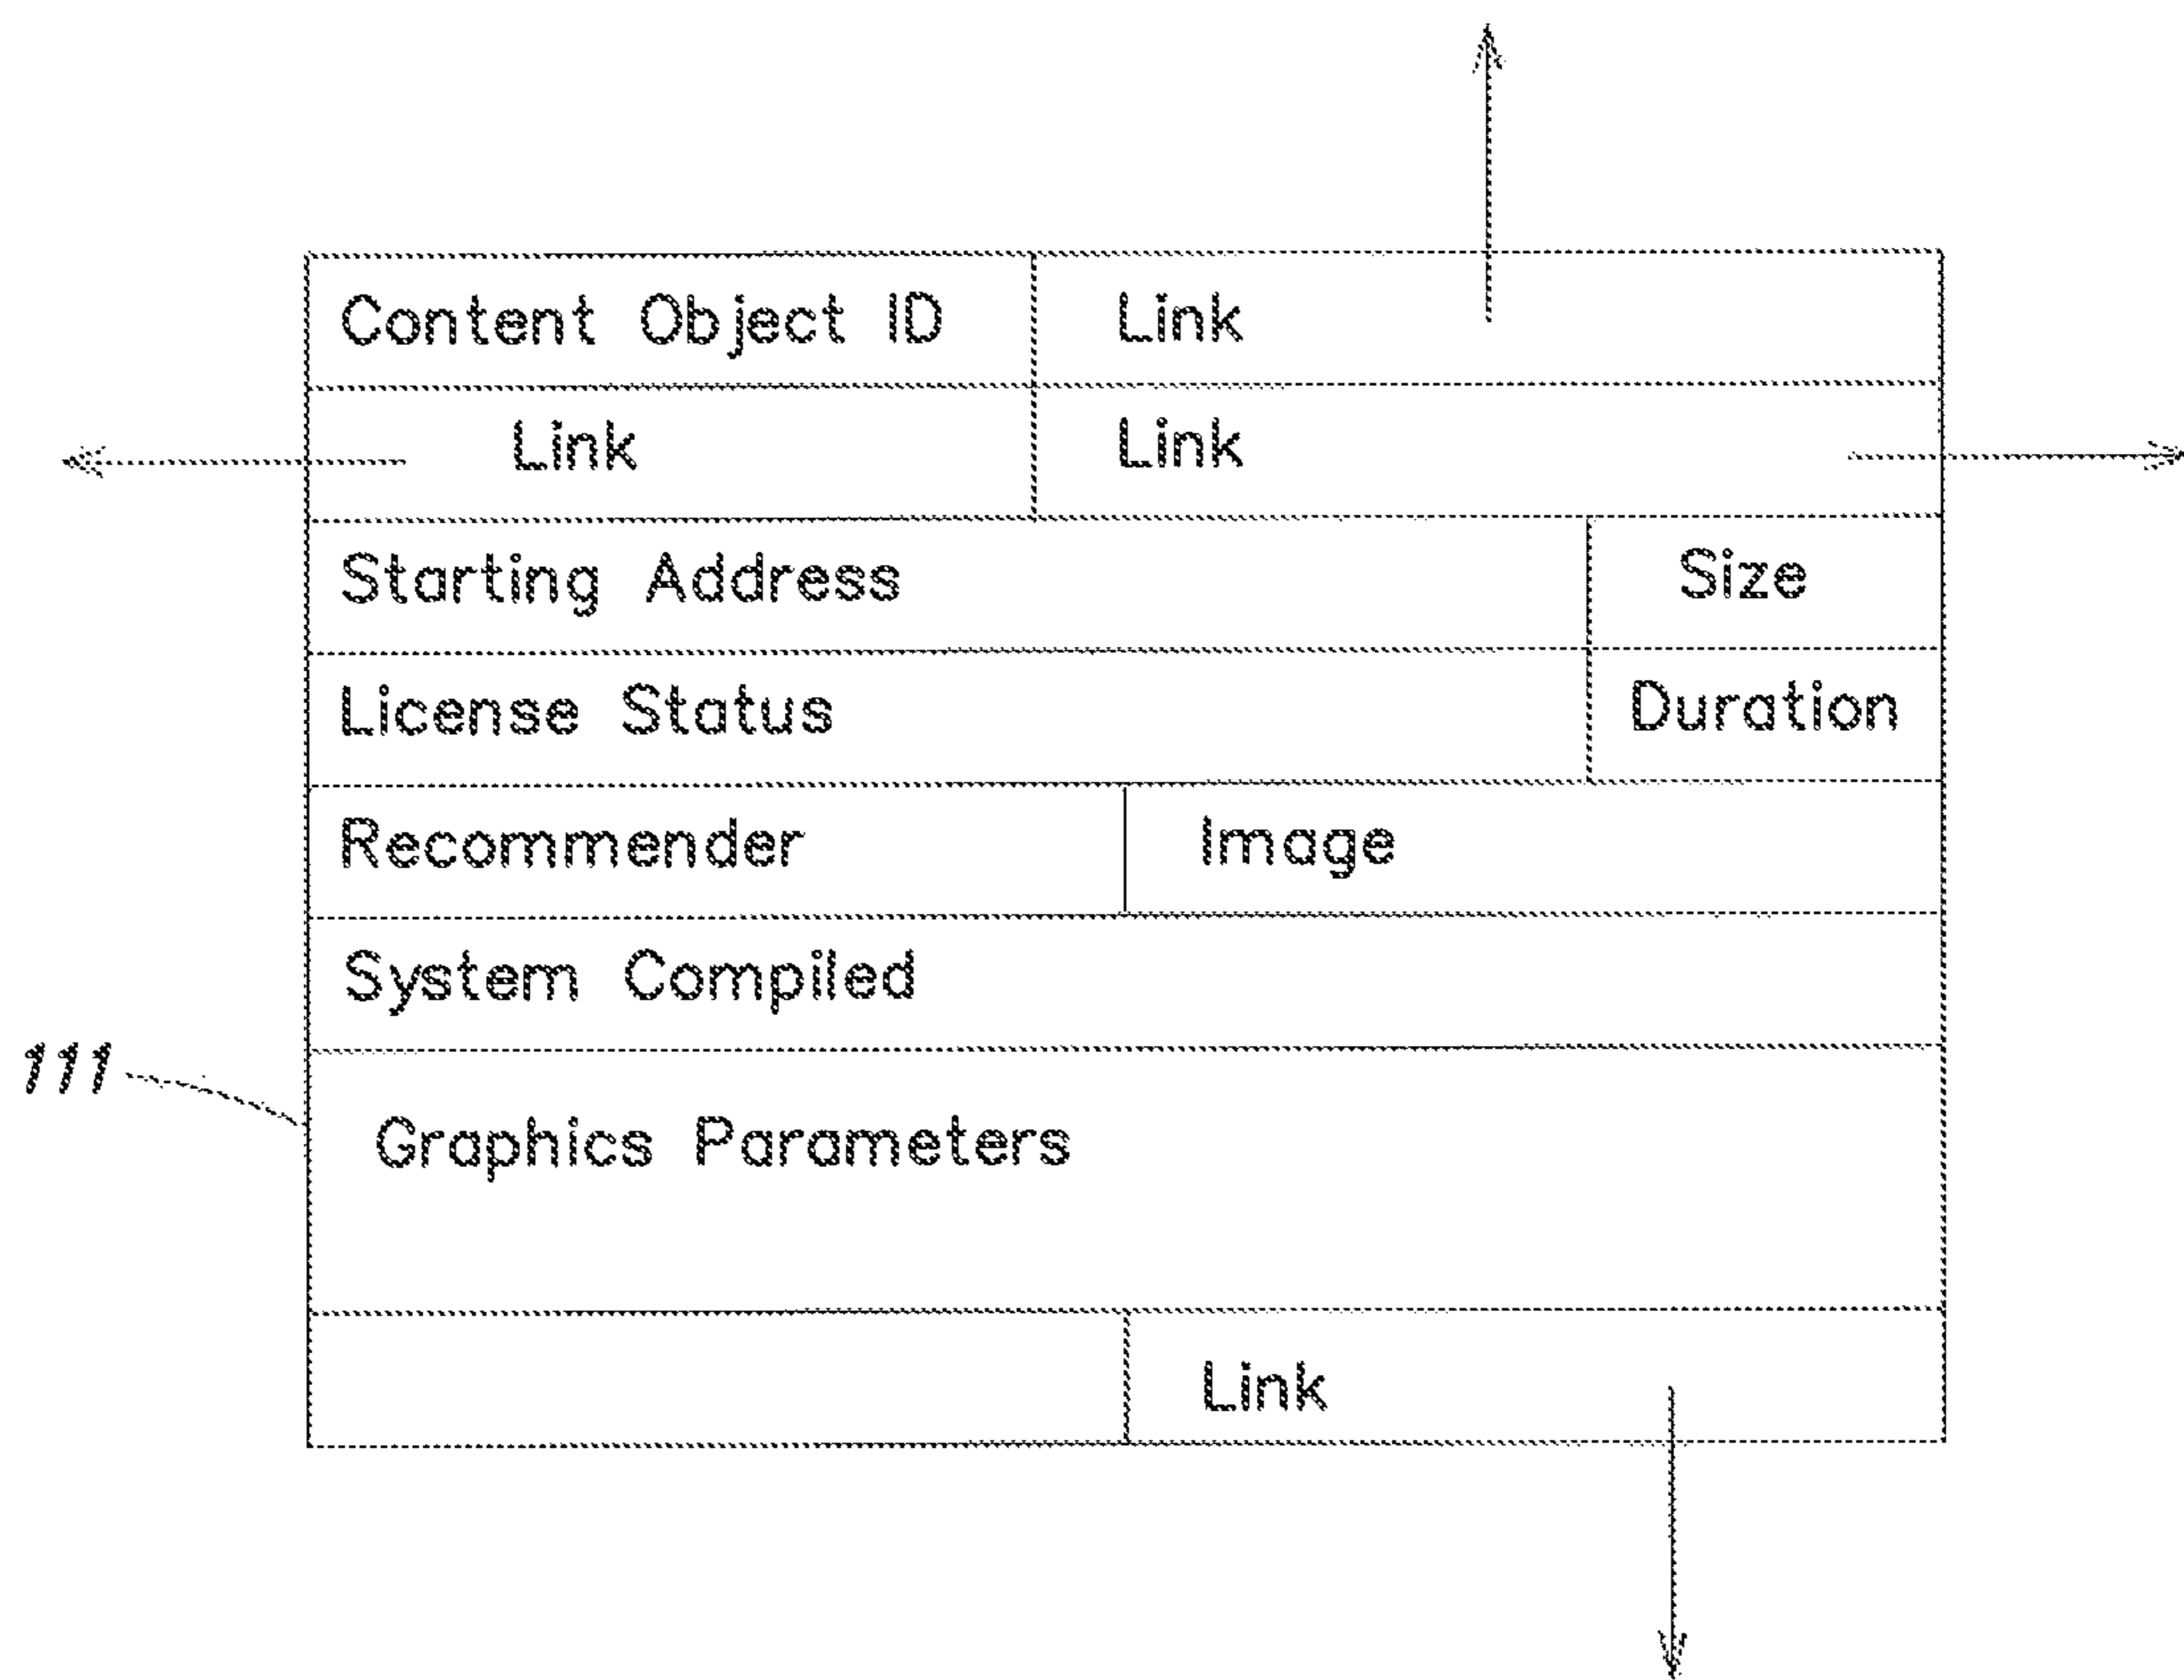 Content Object ID Link
Link Link
Starting Address Size
License Status Duration
Recommender Image
System Compiled
111
Graphics Parameters
Link